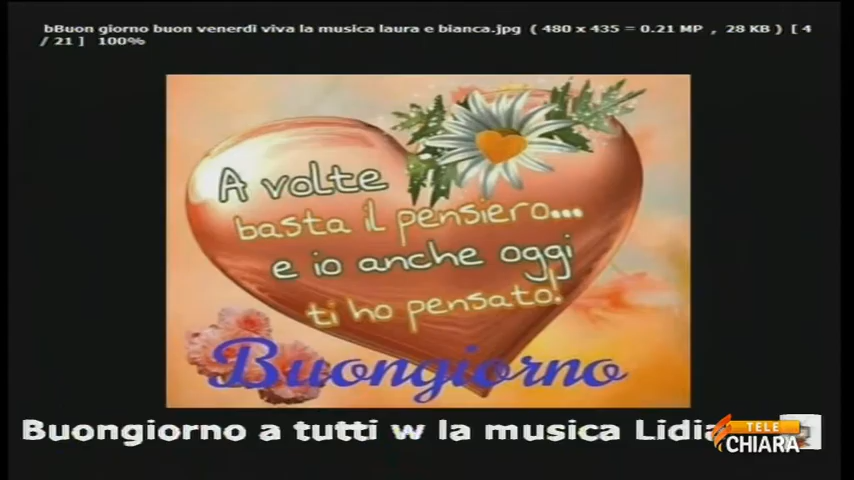 bBuon giorno buon venerdì viva la musica laura e bianca.jpg ( 480 x 435 = 0.21 MP , 28 KB ) [ 4
/ 21 ] 100%
A volte
basta il pensiero...
e io anche oggi
ti ho pensato!
Buongiorno
Buongiorno a tutti w la musica Lidia
TELE
CHIARA